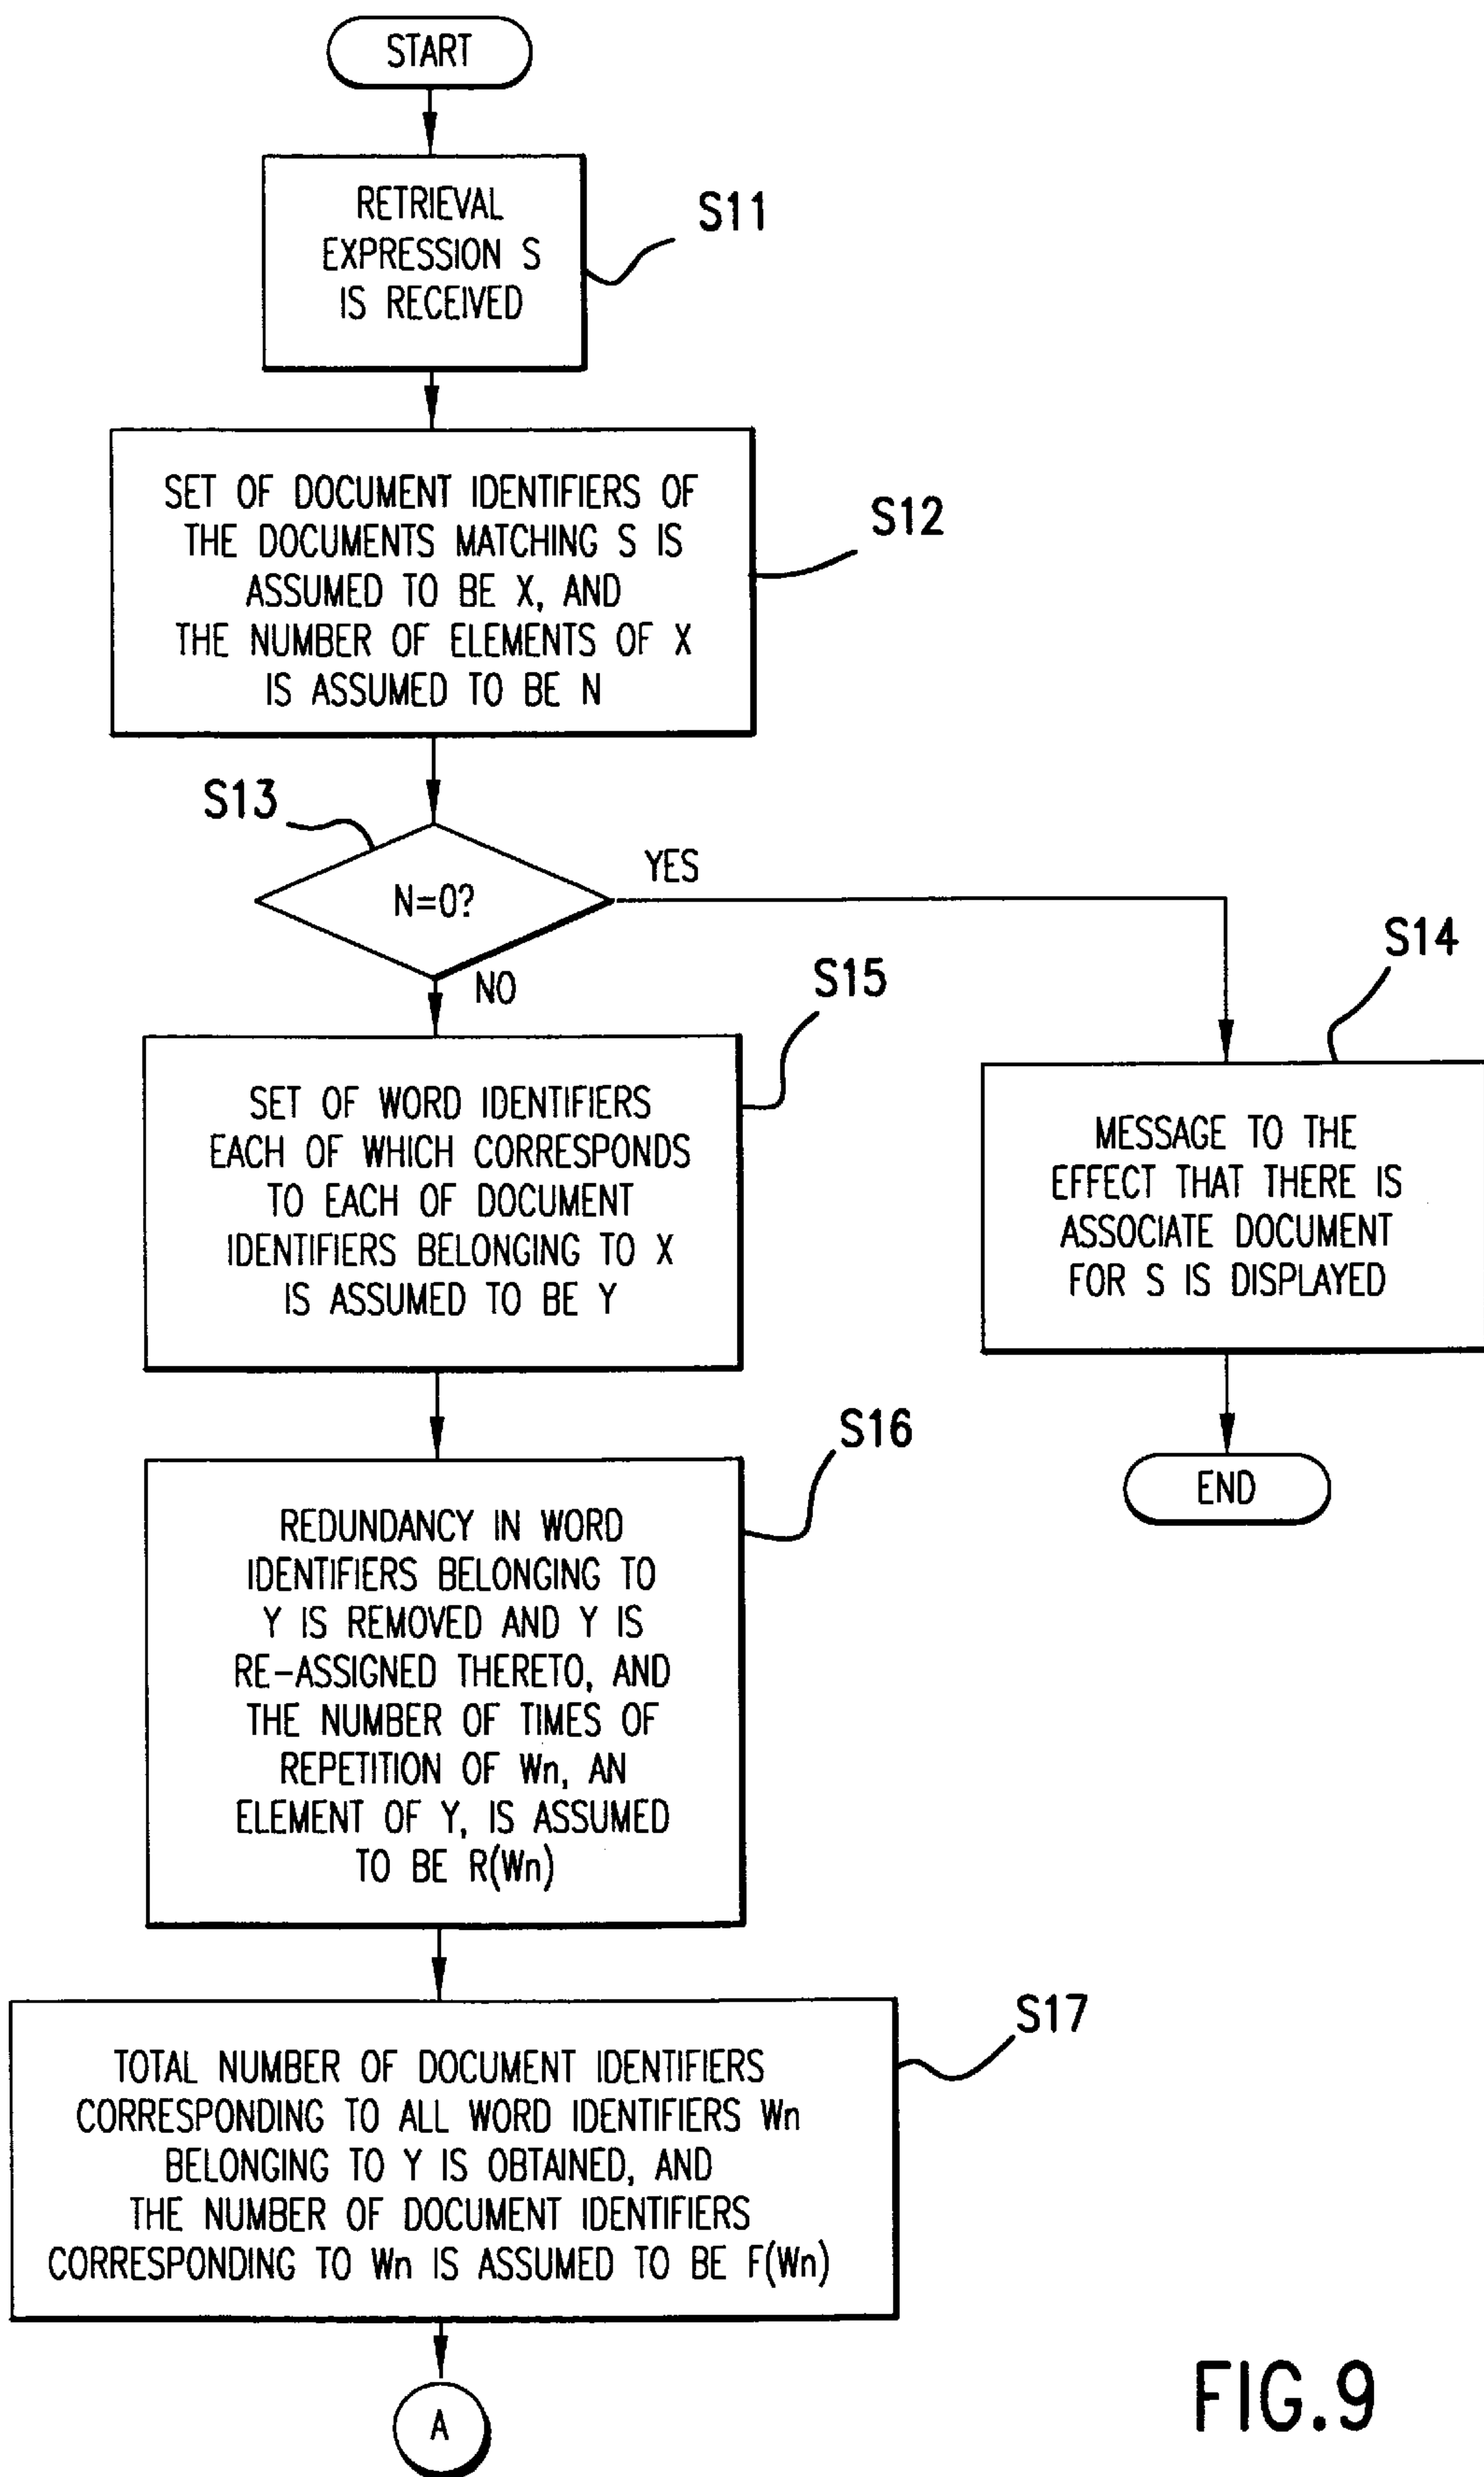 START
RETRIEVAL
EXPRESSION S
IS RECEIVED
S11
SET OF DOCUMENT IDENTIFIERS OF
THE DOCUMENTS MATCHING S IS
ASSUMED TO BE X, AND
THE NUMBER OF ELEMENTS OF X
IS ASSUMED TO BE N
S12
S13
N=0?
YES
NO
S14
MESSAGE TO THE
EFFECT THAT THERE IS
ASSOCIATE DOCUMENT
FOR S IS DISPLAYED
END
S15
SET OF WORD IDENTIFIERS
EACH OF WHICH CORRESPONDS
TO EACH OF DOCUMENT
IDENTIFIERS BELONGING TO X
IS ASSUMED TO BE Y
S16
REDUNDANCY IN WORD
IDENTIFIERS BELONGING TO
Y IS REMOVED AND Y IS
RE-ASSIGNED THERETO, AND
THE NUMBER OF TIMES OF
REPETITION OF Wn, AN
ELEMENT OF Y, IS ASSUMED
TO BE R(Wn)
S17
TOTAL NUMBER OF DOCUMENT IDENTIFIERS
CORRESPONDING TO ALL WORD IDENTIFIERS Wn
BELONGING TO Y IS OBTAINED, AND
THE NUMBER OF DOCUMENT IDENTIFIERS
CORRESPONDING TO Wn IS ASSUMED TO BE F(Wn)
A
FIG.9